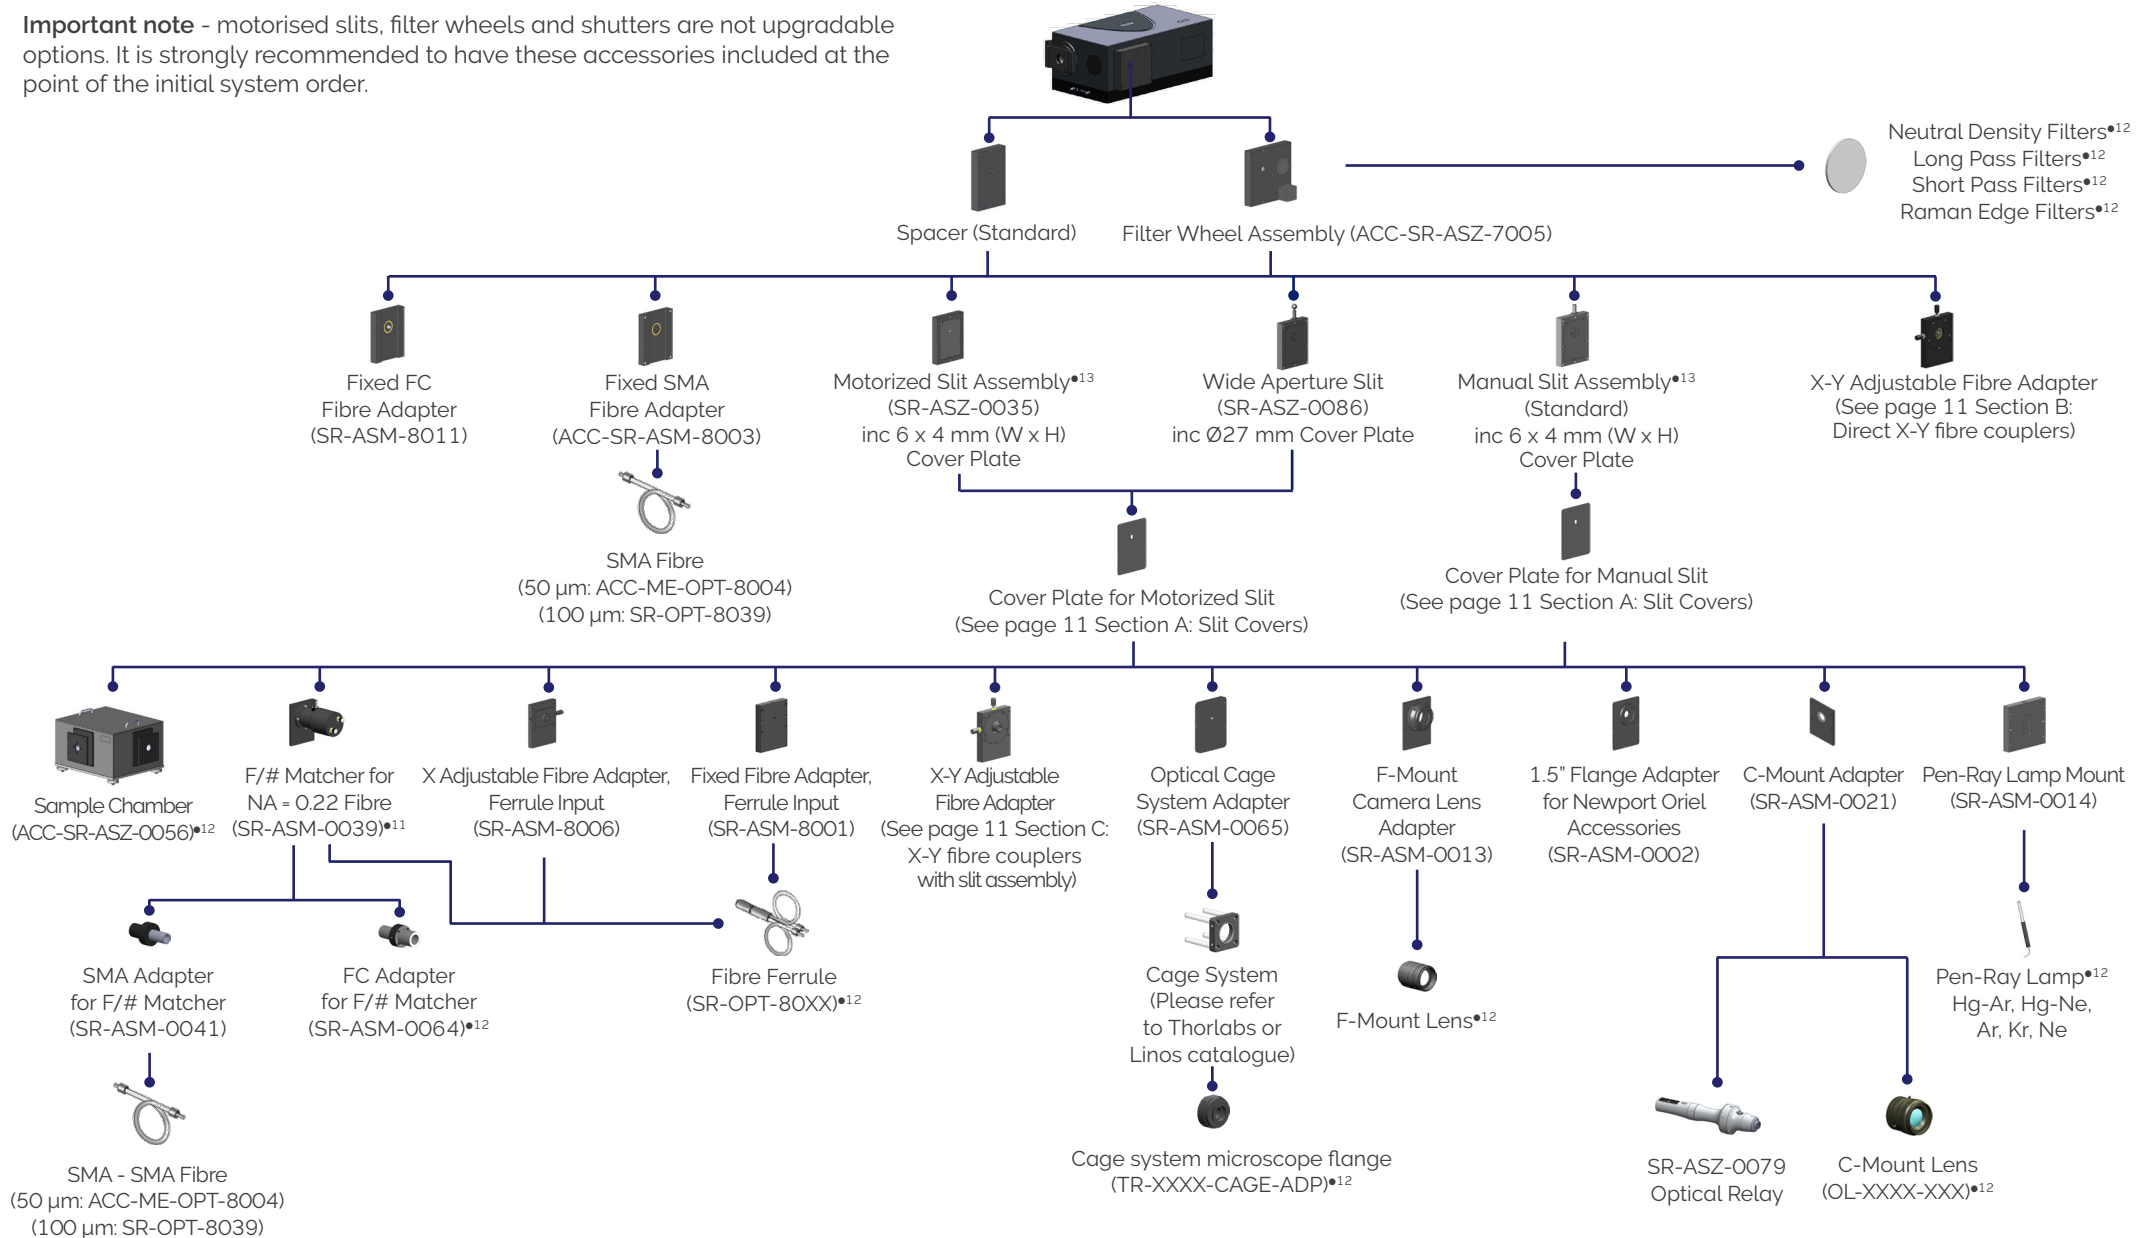 Important note - motorised slits, filter wheels and shutters are not upgradable
options. It is strongly recommended to have these accessories included at the
point of the initial system order.
Neutral Density Filters●12
Long Pass Filters●12
Short Pass Filters●12
Raman Edge Filters●12
Spacer (Standard)
Filter Wheel Assembly (ACC-SR-ASZ-7005)
Fixed FC
Fibre Adapter
(SR-ASM-8011)
Fixed SMA
Fibre Adapter
(ACC-SR-ASM-8003)
Motorized Slit Assembly●13
(SR-ASZ-0035)
inc 6 x 4 mm (W x H)
Cover Plate
Wide Aperture Slit
(SR-ASZ-0086)
inc Ø27 mm Cover Plate
Manual Slit Assembly●13
(Standard)
inc 6 x 4 mm (W x H)
Cover Plate
X-Y Adjustable Fibre Adapter
(See page 11 Section B:
Direct X-Y fibre couplers)
SMA Fibre
(50 µm: ACC-ME-OPT-8004)
(100 µm: SR-OPT-8039)
Cover Plate for Motorized Slit
(See page 11 Section A: Slit Covers)
Cover Plate for Manual Slit
(See page 11 Section A: Slit Covers)
Sample Chamber
(ACC-SR-ASZ-0056)●12
F/# Matcher for
NA = 0.22 Fibre
(SR-ASM-0039)●11
X Adjustable Fibre Adapter,
Ferrule Input
(SR-ASM-8006)
Fixed Fibre Adapter,
Ferrule Input
(SR-ASM-8001)
X-Y Adjustable
Fibre Adapter
(See page 11 Section C:
X-Y fibre couplers
with slit assembly)
Optical Cage
System Adapter
(SR-ASM-0065)
F-Mount
Camera Lens
Adapter
(SR-ASM-0013)
1.5” Flange Adapter
for Newport Oriel
Accessories
(SR-ASM-0002)
C-Mount Adapter
(SR-ASM-0021)
Pen-Ray Lamp Mount
(SR-ASM-0014)
SMA Adapter
for F/# Matcher
(SR-ASM-0041)
FC Adapter
for F/# Matcher
(SR-ASM-0064)●12
Fibre Ferrule
(SR-OPT-80XX)●12
Cage System
(Please refer
to Thorlabs or
Linos catalogue)
F-Mount Lens●12
Pen-Ray Lamp●12
Hg-Ar, Hg-Ne,
Ar, Kr, Ne
SMA - SMA Fibre
(50 µm: ACC-ME-OPT-8004)
(100 µm: SR-OPT-8039)
Cage system microscope flange
(TR-XXXX-CAGE-ADP)●12
SR-ASZ-0079
Optical Relay
C-Mount Lens
(OL-XXXX-XXX)●12